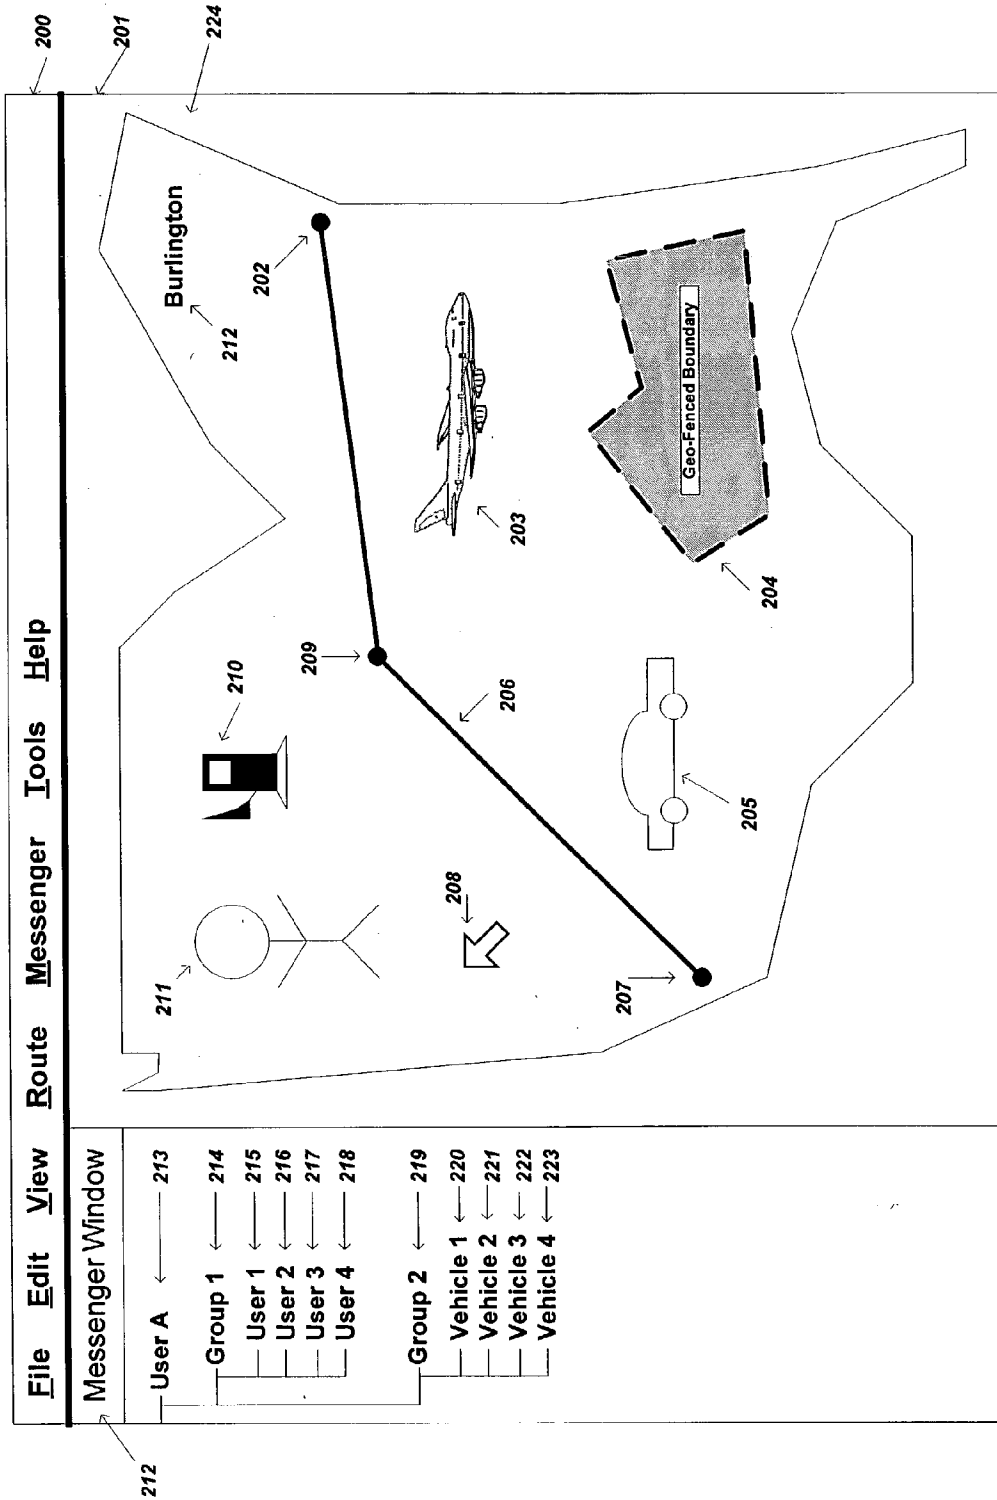 200
201
224
File Edit View Route Messenger Tools Help
Messenger Window
212
User A 213
Group 1 214
User 1 215
User 2 216
User 3 217
User 4 218
Group 2 219
Vehicle 1 220
Vehicle 2 221
Vehicle 3 222
Vehicle 4 223
211
210
209
Burlington
212
202
208
206
203
207
205
204
Geo-Fenced Boundary